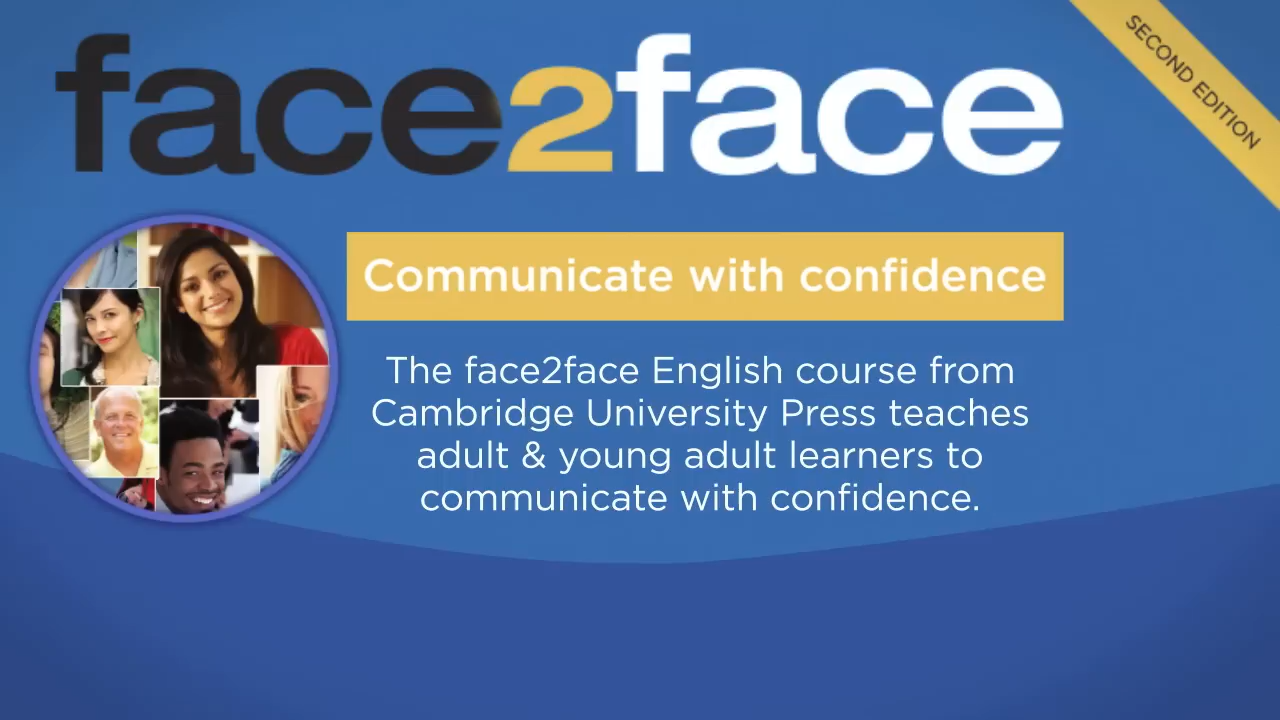 face2face
SECOND EDITION
Communicate with confidence
The face2face English course from
Cambridge University Press teaches
adult & young adult learners to
communicate with confidence.